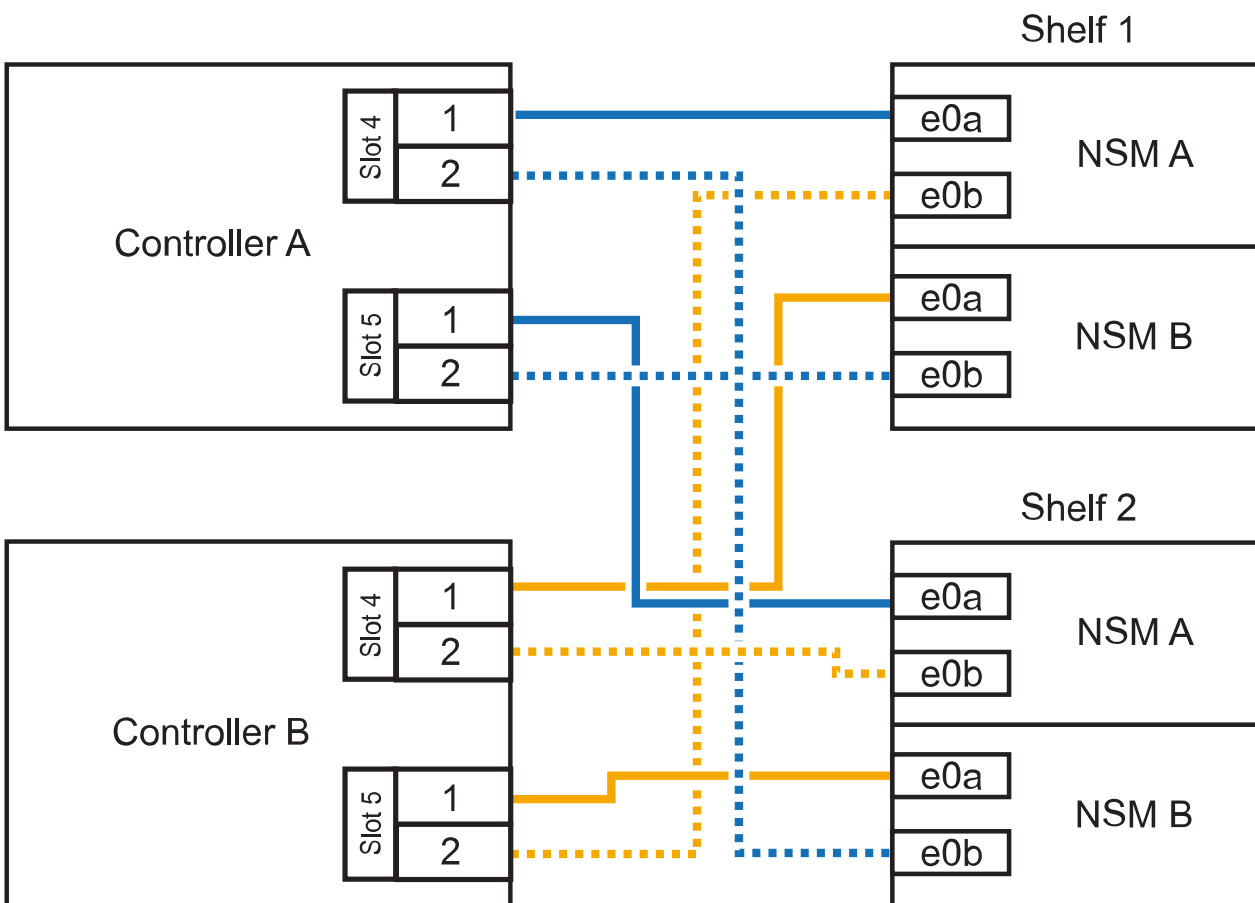 Shelf 1
Controller A
Slot 4
1
2
Slot 5
1
2
e0a
e0b
NSM A
e0a
e0b
NSM B
Shelf 2
Controller B
Slot 4
1
2
Slot 5
1
2
e0a
e0b
NSM A
e0a
e0b
NSM B